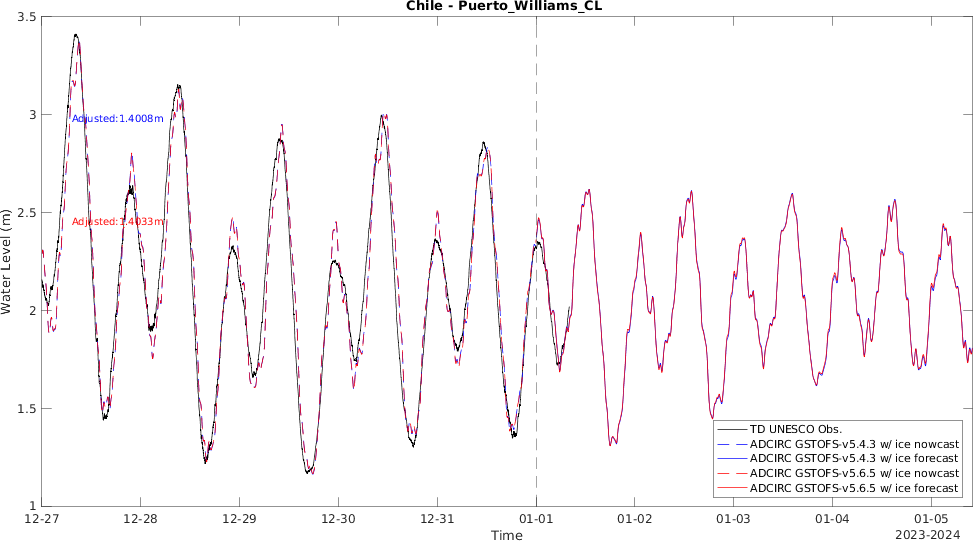 Chile - Puerto_Williams_CL
3.5
3
2.5
2
1.5
1
Water Level (m)
Adjusted:1.4008m
Adjusted:1.4033m
TD UNESCO Obs.
ADCIRC GSTOFS-v5.4.3 w/ ice nowcast
ADCIRC GSTOFS-v5.4.3 w/ ice forecast
ADCIRC GSTOFS-v5.6.5 w/ ice nowcast
ADCIRC GSTOFS-v5.6.5 w/ ice forecast
12-27 12-28 12-29 12-30 12-31 01-01 01-02 01-03 01-04 01-05
Time
2023-2024